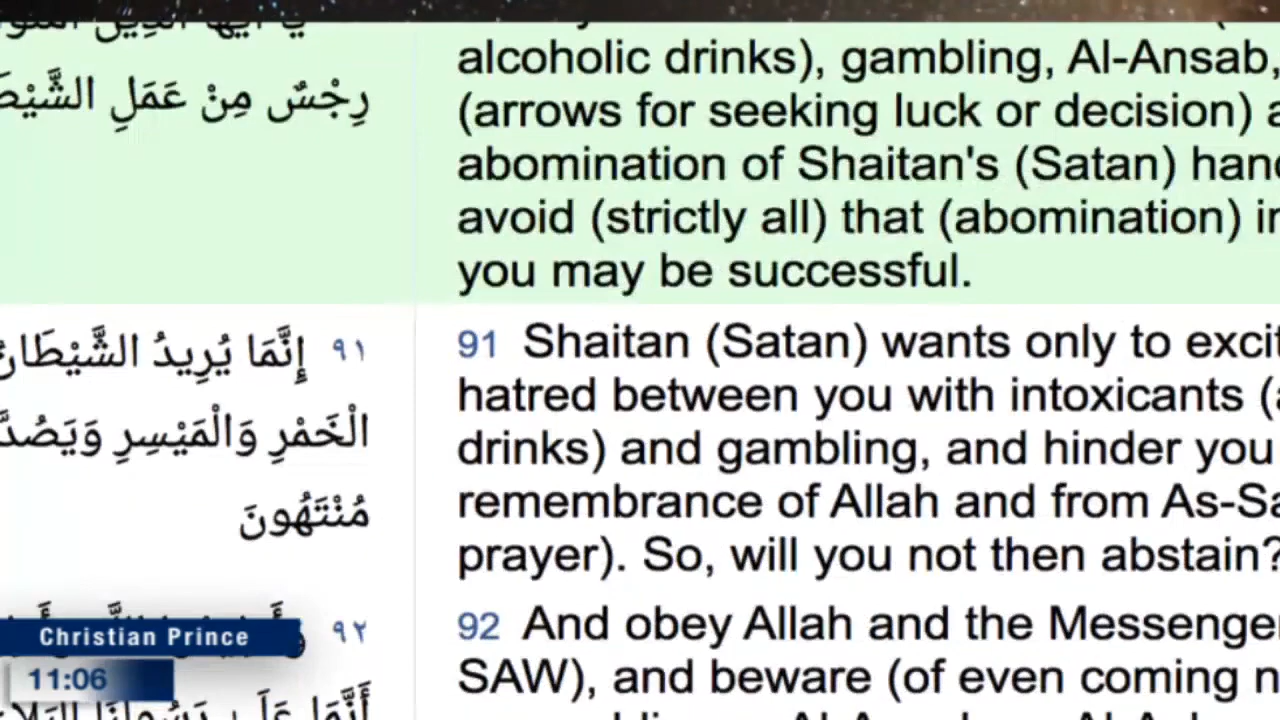 alcoholic drinks), gambling, Al-Ansab,
رِجْسٌ مِنْ عَمَلِ
(arrows for seeking luck or decision)
abomination of Shaitan's (Satan)
avoid (strictly all) that (abomination)
you may be successful.
٩١ إِنَّمَا يُرِيدُ الشَّيْطَانُ
91 Shaitan (Satan) wants only to
hatred between you with intoxicants
الْخَمْرِ وَالْمَيْسِرِ
drinks) and gambling, and hinder you
remembrance of Allah and from
مُنْتَهُونَ
prayer). So, will you not then abstain?
٩٢
92 And obey Allah and the Messenger
SAW), and beware (of even coming
Christian Prince
11:06